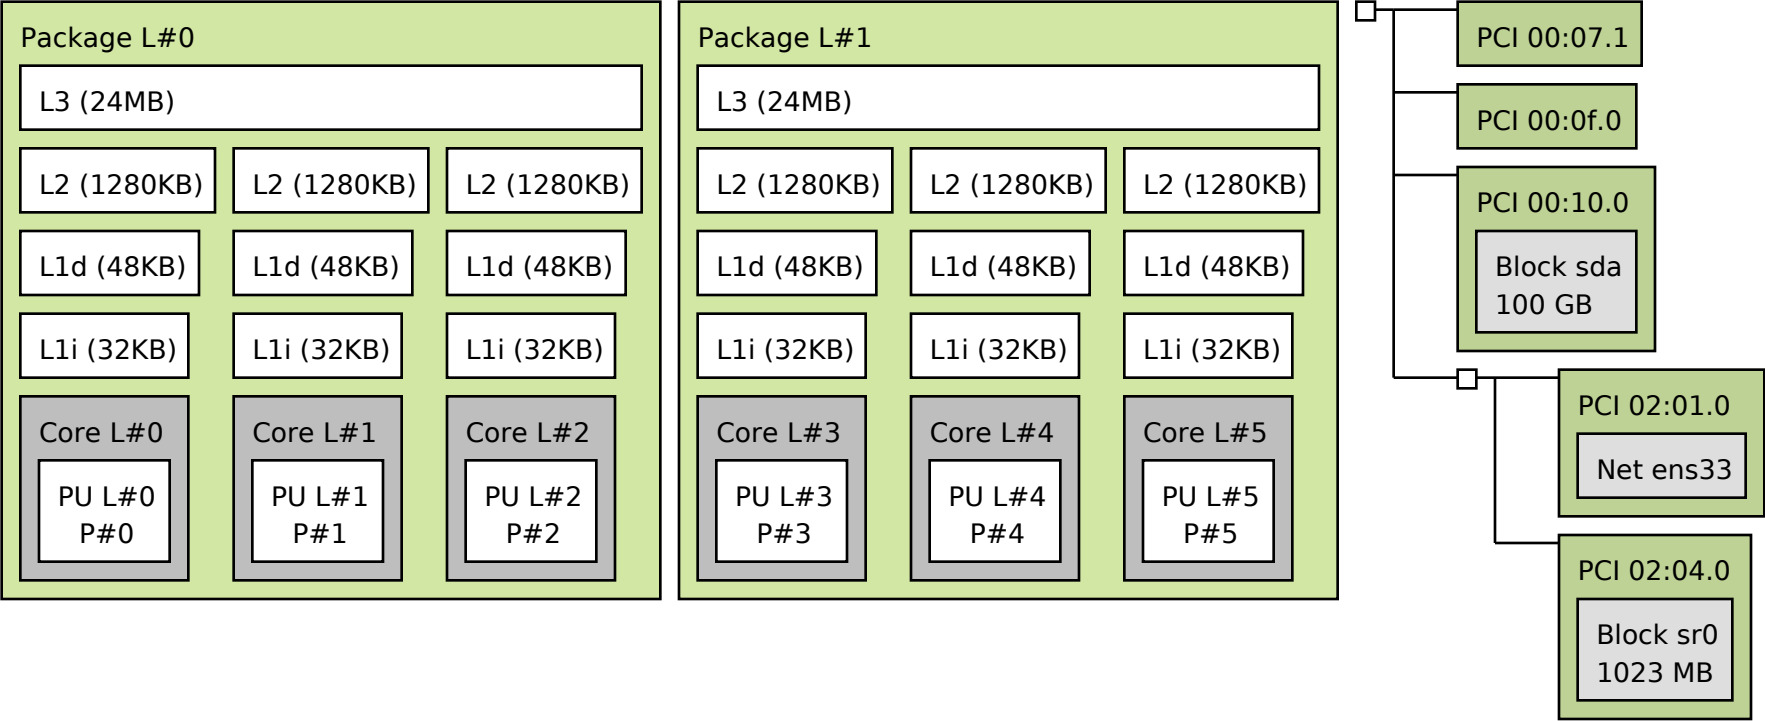 Package L#0
L3 (24MB)
L2 (1280KB)
L2 (1280KB)
L2 (1280KB)
L1d (48KB)
L1d (48KB)
L1d (48KB)
L1i (32KB)
L1i (32KB)
L1i (32KB)
Core L#0
PU L#0
P#0
Core L#1
PU L#1
P#1
Core L#2
PU L#2
P#2
Package L#1
L3 (24MB)
L2 (1280KB)
L2 (1280KB)
L2 (1280KB)
L1d (48KB)
L1d (48KB)
L1d (48KB)
L1i (32KB)
L1i (32KB)
L1i (32KB)
Core L#3
PU L#3
P#3
Core L#4
PU L#4
P#4
Core L#5
PU L#5
P#5
PCI 00:07.1
PCI 00:0f.0
PCI 00:10.0
Block sda
100 GB
PCI 02:01.0
Net ens33
PCI 02:04.0
Block sr0
1023 MB